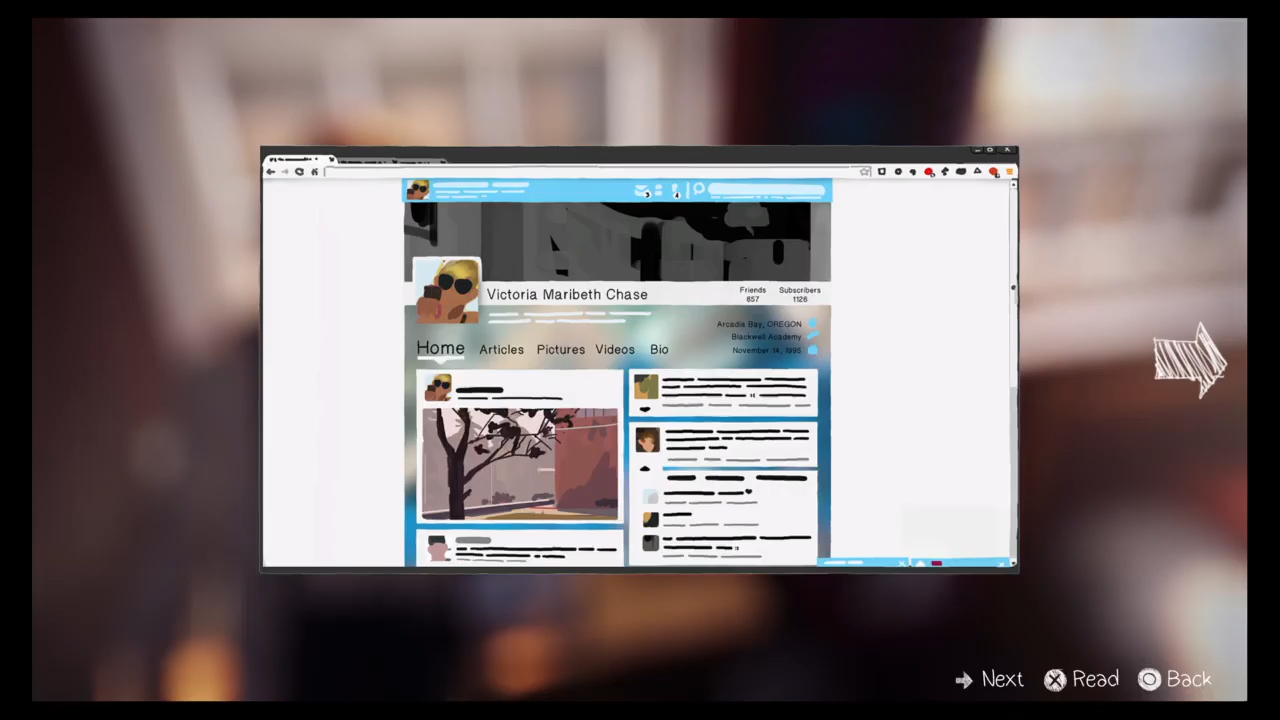 Victoria Maribeth Chase
Friends
857
Subscribers
1126
Arcadia Bay, OREGON
Blackwell Academy
November 14, 1995
Home Articles Pictures Videos Bio
Next Read Back